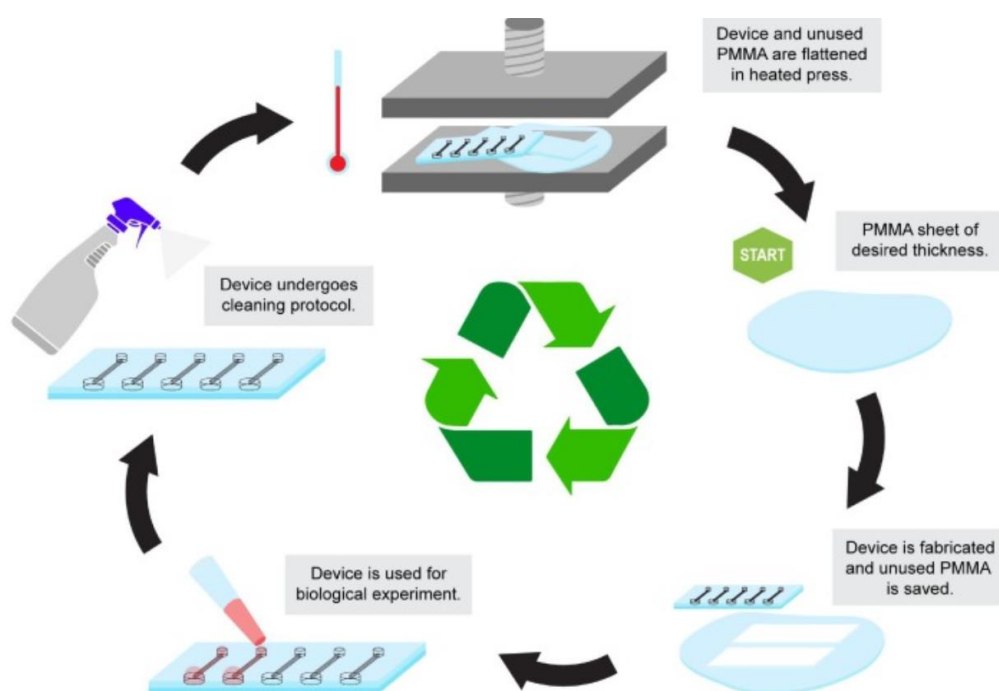 Device and unused
PMMA are flattened
in heated press.
START
PMMA sheet of
desired thickness.
Device undergoes
cleaning protocol.
Device is fabricated
and unused PMMA
is saved.
Device is used for
biological experiment.